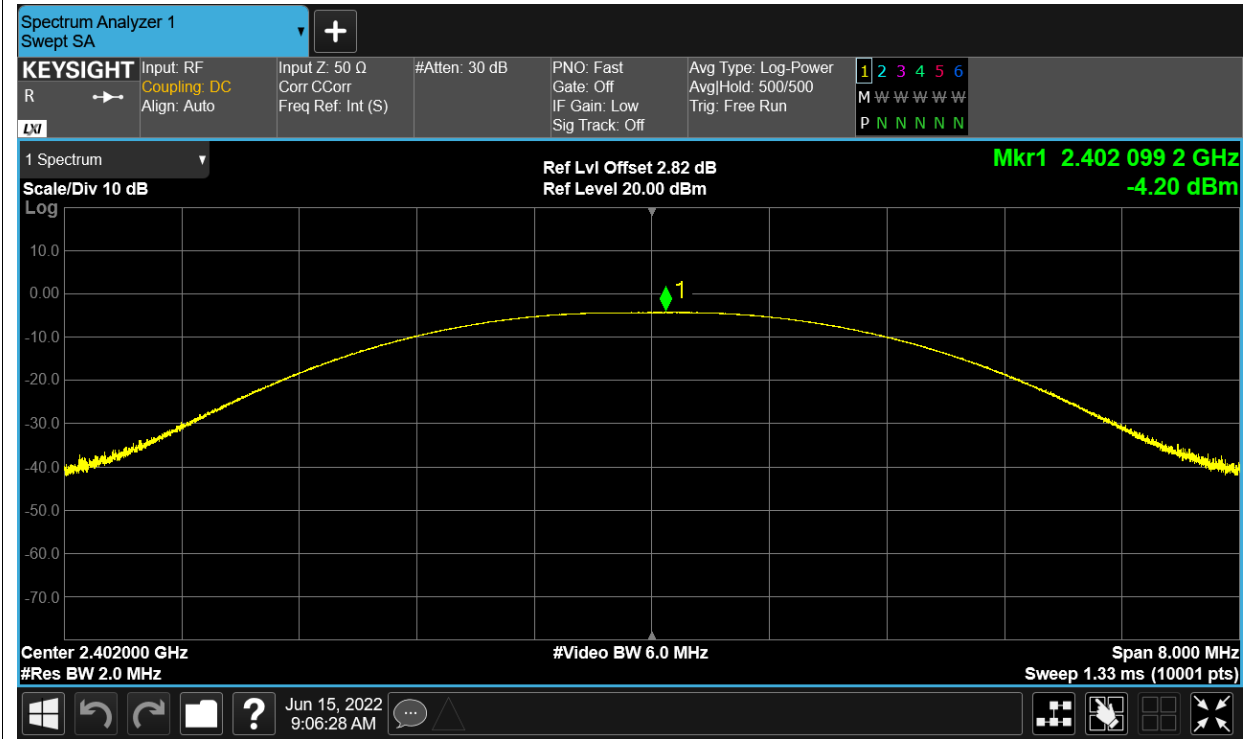 Spectrum Analyzer 1
Swept SA
KEYSIGHT
R
LXI
Input: RF
Coupling: DC
Align: Auto
Input Z: 50 Ω
Corr CCorr
Freq Ref: Int (S)
#Atten: 30 dB
PNO: Fast
Gate: Off
IF Gain: Low
Sig Track: Off
Avg Type: Log-Power
Avg|Hold: 500/500
Trig: Free Run
1 2 3 4 5 6
M W W W W W
P N N N N N
1 Spectrum
Scale/Div 10 dB
Log
Ref Lvl Offset 2.82 dB
Ref Level 20.00 dBm
Mkr1 2.402 099 2 GHz
-4.20 dBm
10.0
0.00
-10.0
-20.0
-30.0
-40.0
-50.0
-60.0
-70.0
1
Center 2.402000 GHz
#Res BW 2.0 MHz
#Video BW 6.0 MHz
Span 8.000 MHz
Sweep 1.33 ms (10001 pts)
?
Jun 15, 2022
9:06:28 AM